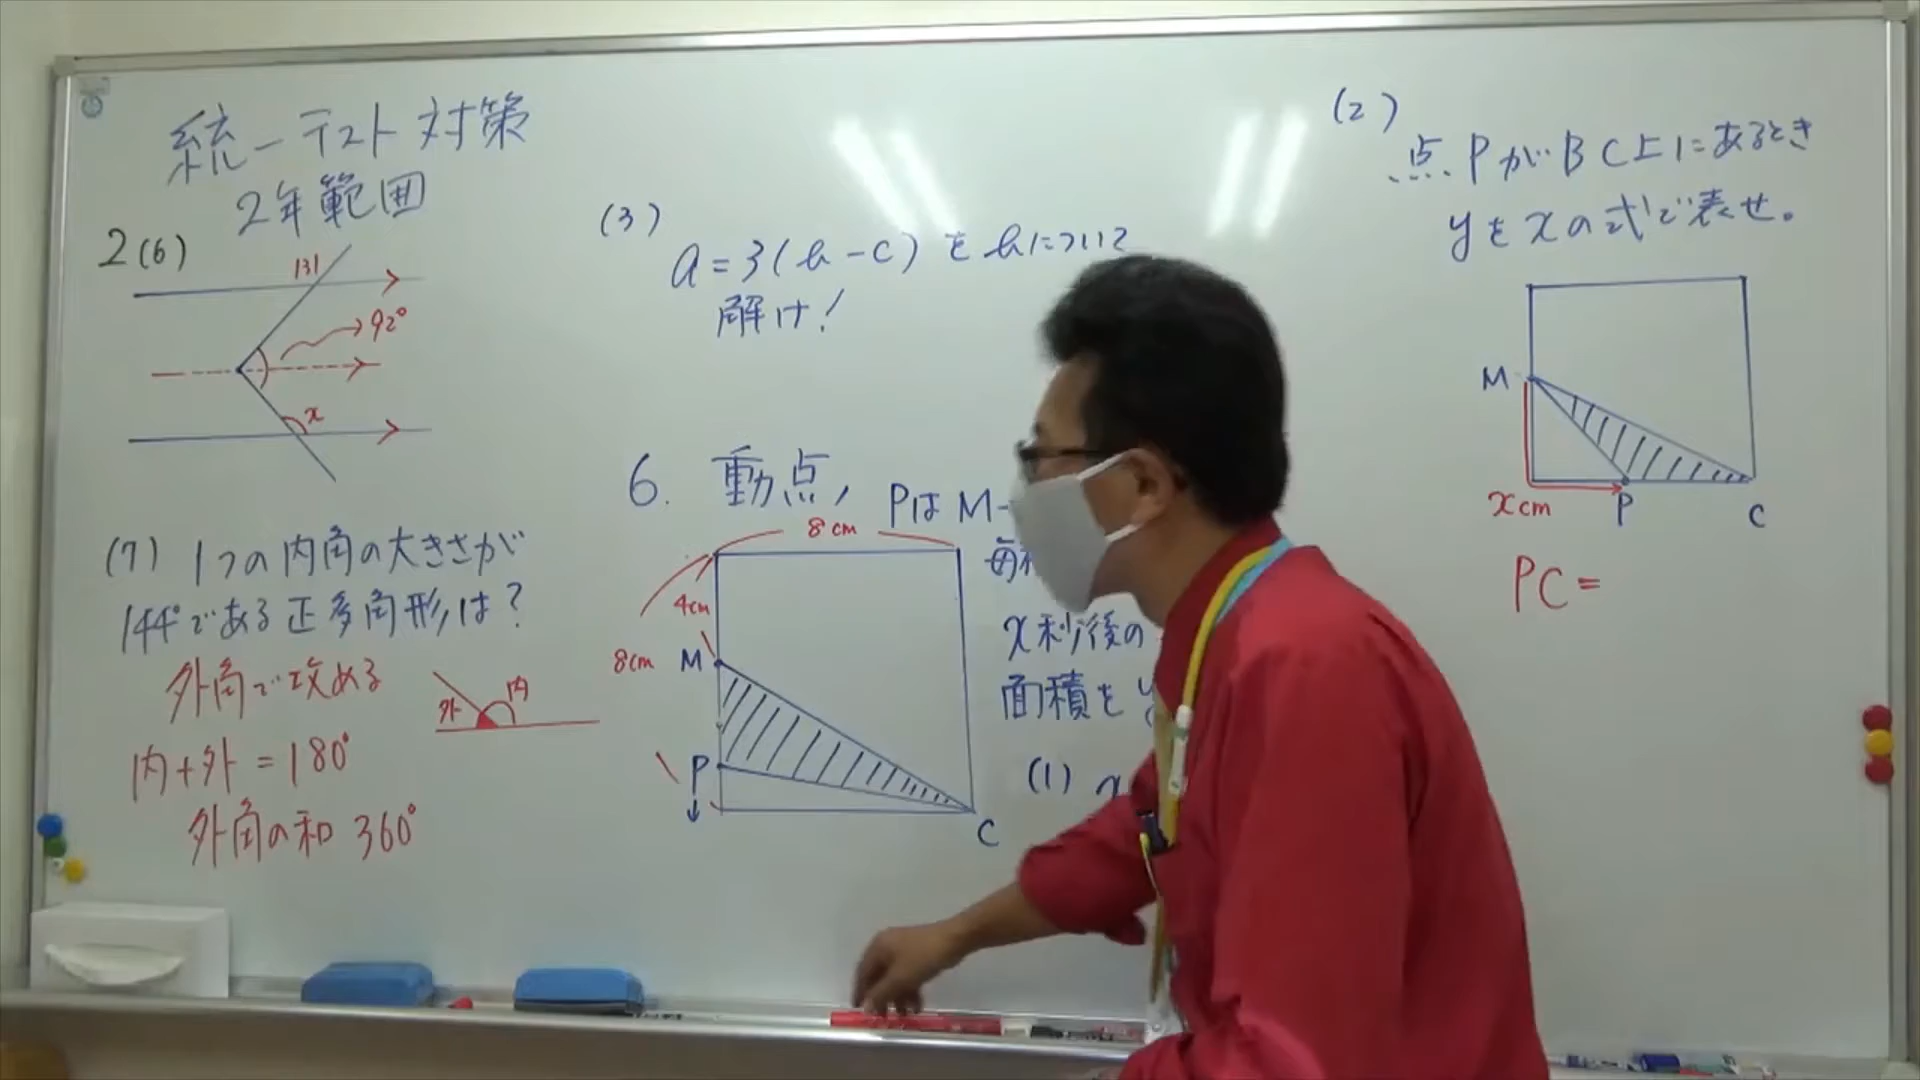 統一テスト対策
2年範囲
2(6)
131
92°
x
(7) 1つの内角の大きさが
144°である正多角形は?
外角で攻める
外 内
内+外=180°
外角の和 360°
(3)
a=3(b-c)をbについて
解け!
6. 動点
PはM-
8cm
4cm
8cm
M
P
C
毎
x秒後の
面積をy
(1) x
(2)
点PがBC上にあるとき
yをxの式で表せ。
M
xcm
P
C
PC=